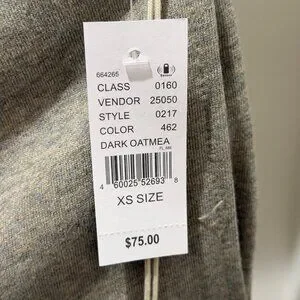 664265
CLASS 0160
VENDOR 25050
STYLE 0217
COLOR 462
DARK OATMEA
4 60025 52693 8
XS SIZE
$75.00